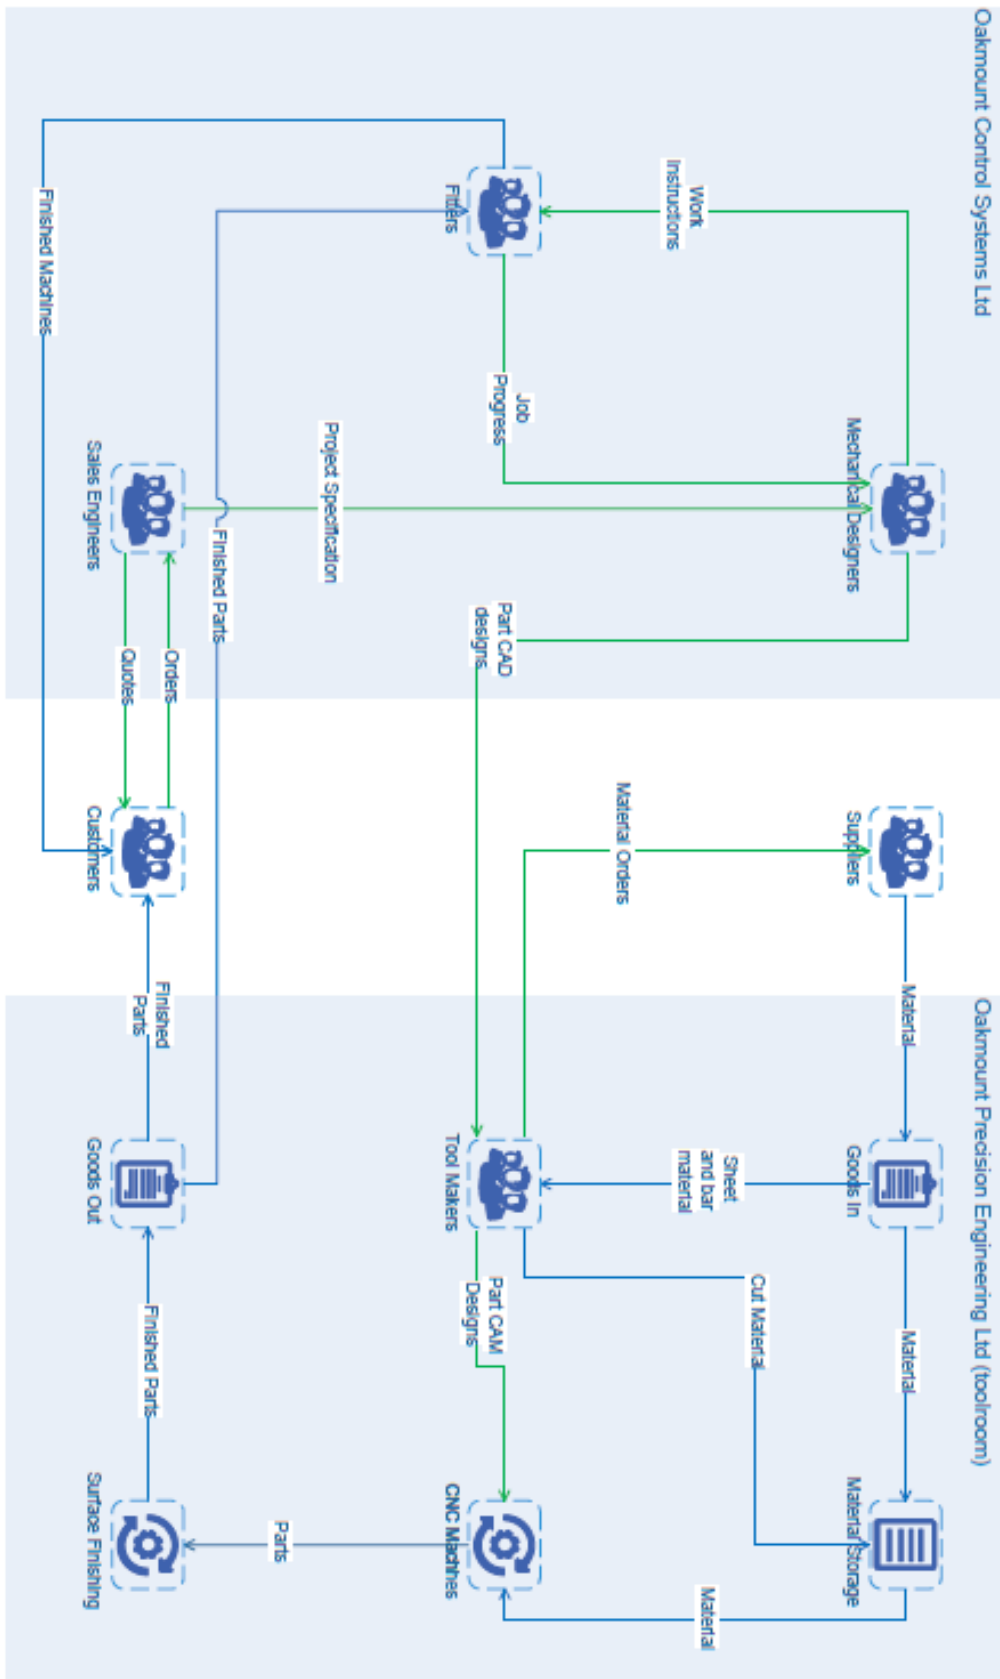 Oakmount Control Systems Ltd
Oakmount Precision Engineering Ltd (toolroom)
Mechanical Designers
Suppliers
Material
Goods In
Material
Material Storage
Work
Instructions
Material Orders
Sheet
and bar
material
Cut Material
Material
Fitters
Job
Progress
Part CAD
designs
Tool Makers
Part CAM
Designs
CNC Machines
Project Specification
Finished Parts
Parts
Sales Engineers
Orders
Quotes
Customers
Finished
Parts
Goods Out
Finished Parts
Surface Finishing
Finished Machines